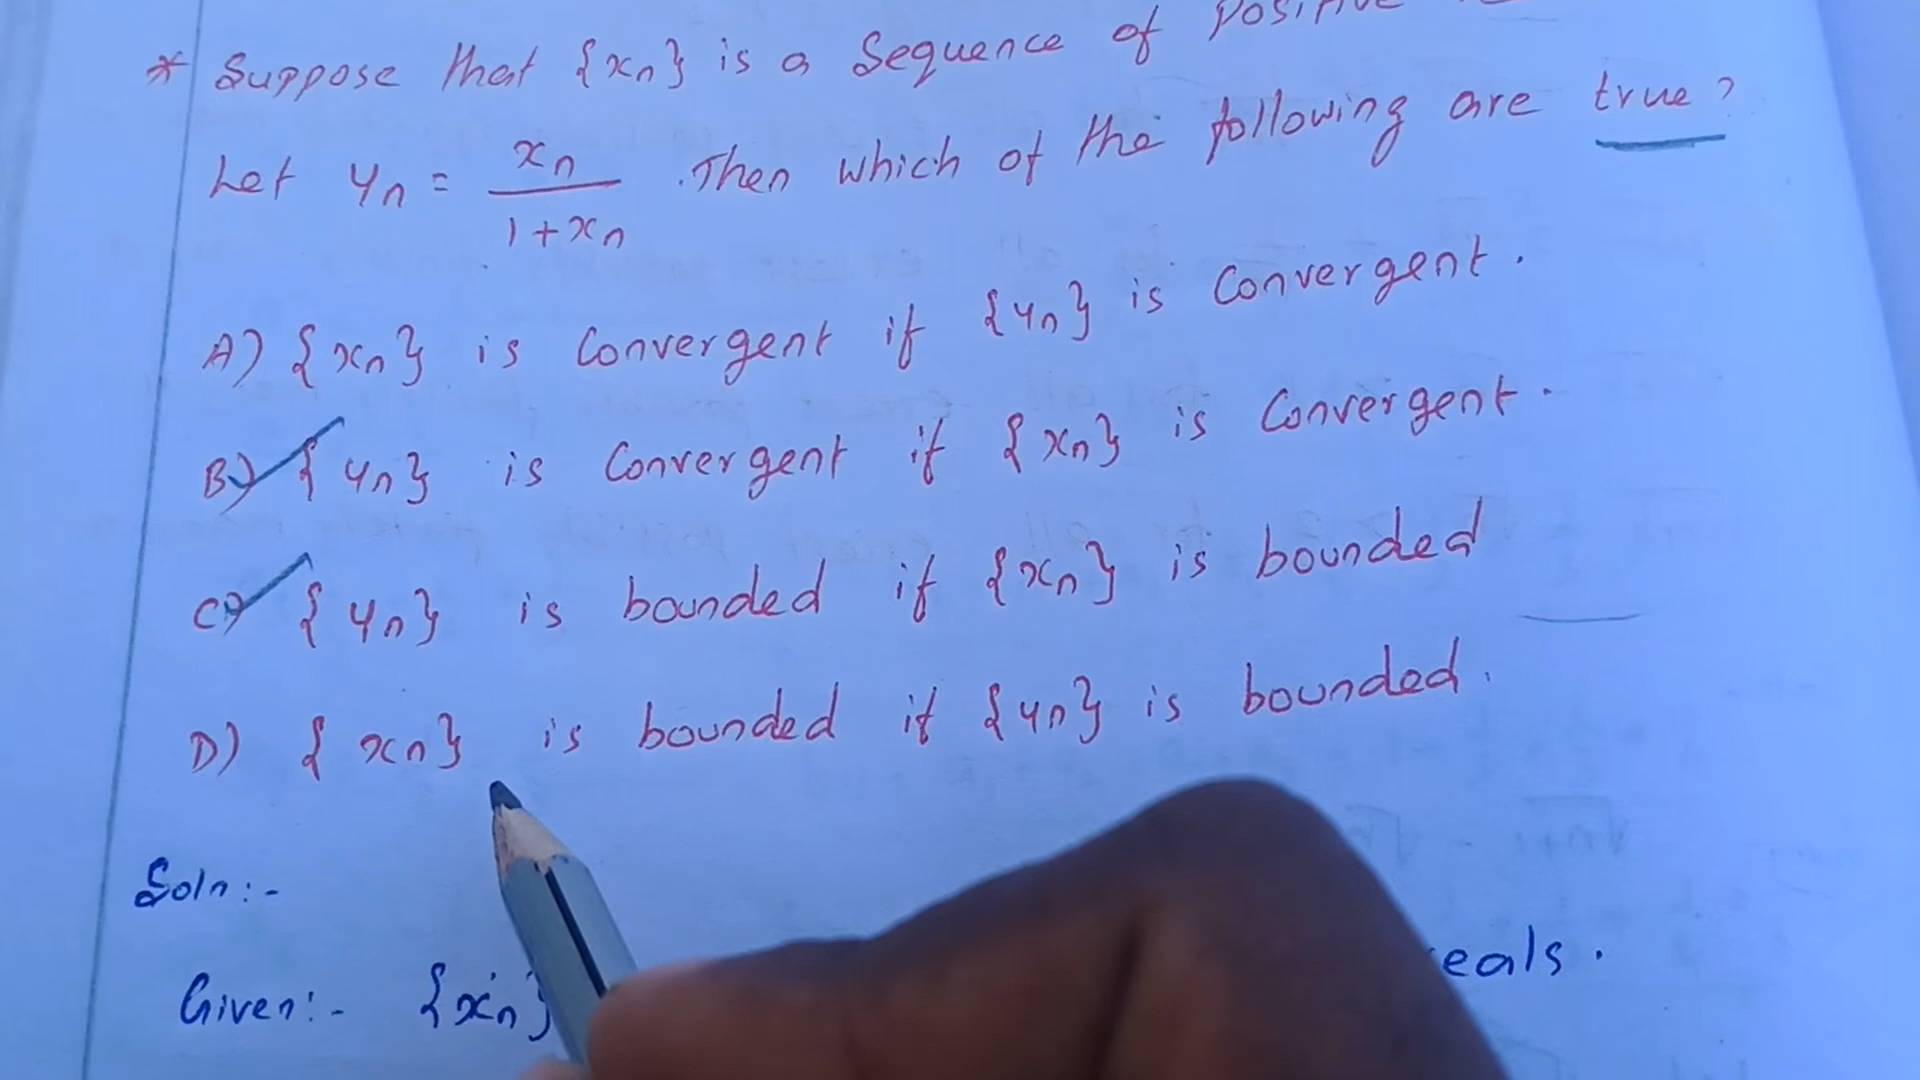 * Suppose that {xn} is a Sequence of Positive
Let yn = xn / 1+xn . Then which of the following are true?
A) {xn} is Convergent if {yn} is Convergent.
B) {yn} is Convergent if {xn} is Convergent.
C) {yn} is bounded if {xn} is bounded
D) {xn} is bounded if {yn} is bounded.
Soln:-
Given:- {xn} eals.